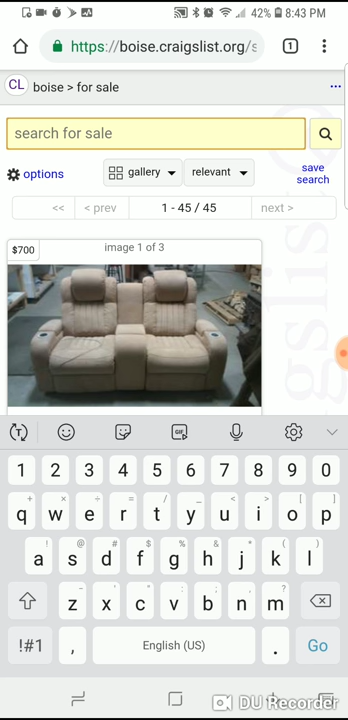 42% 8:43 PM
https://boise.craigslist.org/s
1
CL boise > for sale ...
search for sale
options gallery relevant save search
<< < prev 1 - 45 / 45 next >
$700 image 1 of 3
T GIF
1 2 3 4 5 6 7 8 9 0
+ × ÷ = / _ < > [ ]
q w e r t y u i o p
! @ # $ % & * ( )
a s d f g h j k l
- ' " : ; , ?
z x c v b n m
!#1 , English (US) . Go
DU Recorder